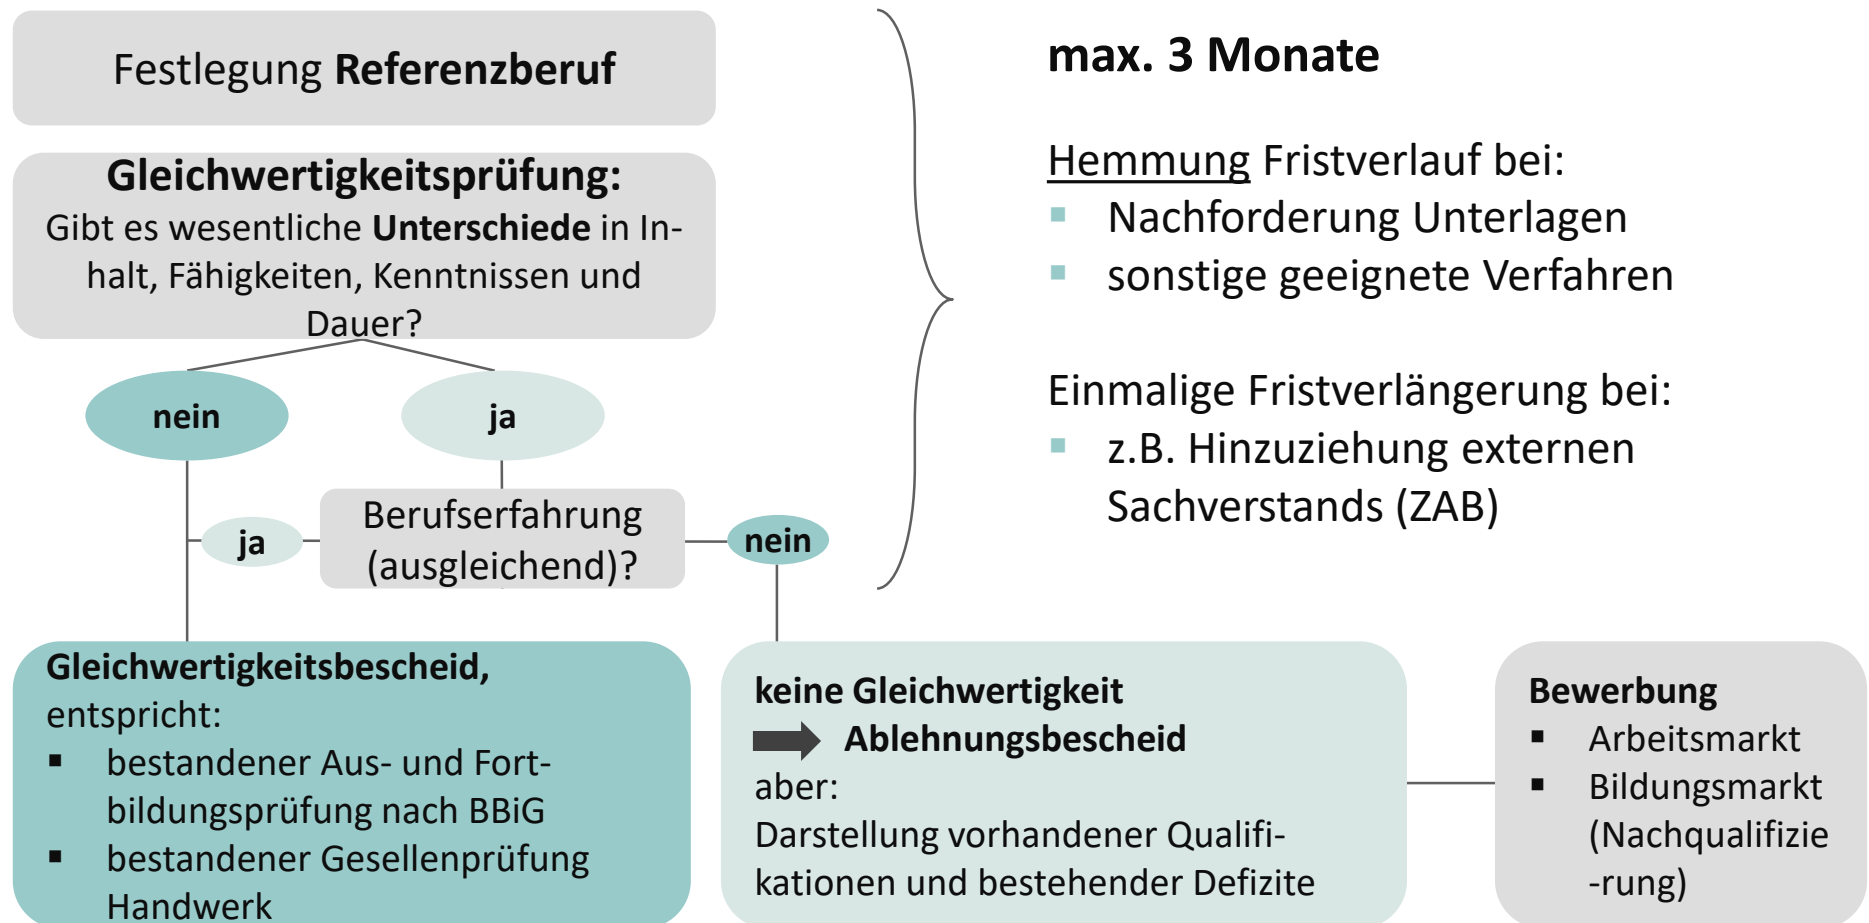 Festlegung Referenzberuf
Gleichwertigkeitsprüfung:
Gibt es wesentliche Unterschiede in In-
halt, Fähigkeiten, Kenntnissen und
Dauer?
nein
ja
Berufserfahrung
(ausgleichend)?
ja
nein
max. 3 Monate
Hemmung Fristverlauf bei:
▪ Nachforderung Unterlagen
▪ sonstige geeignete Verfahren
Einmalige Fristverlängerung bei:
▪ z.B. Hinzuziehung externen
Sachverstands (ZAB)
Gleichwertigkeitsbescheid,
entspricht:
▪ bestandener Aus- und Fort-
bildungsprüfung nach BBiG
▪ bestandener Gesellenprüfung
Handwerk
keine Gleichwertigkeit
Ablehnungsbescheid
aber:
Darstellung vorhandener Qualifi-
kationen und bestehender Defizite
Bewerbung
▪ Arbeitsmarkt
▪ Bildungsmarkt
(Nachqualifizie
-rung)